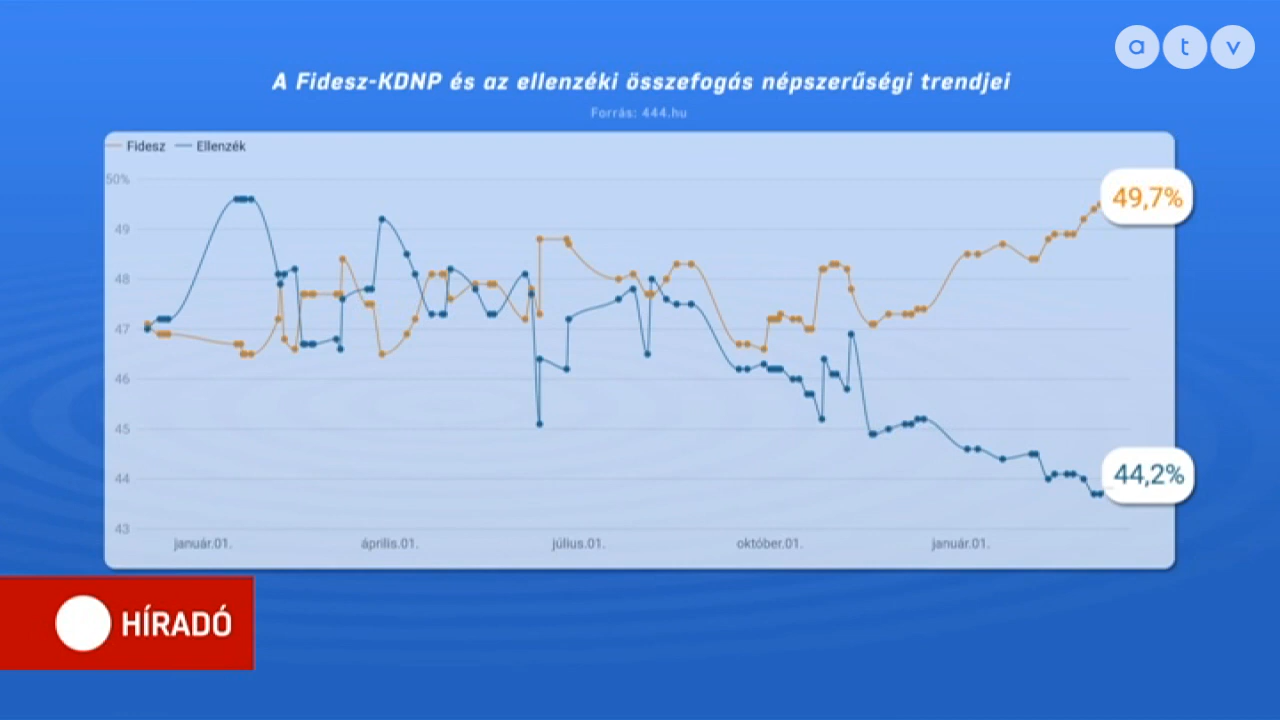 a t v
A Fidesz-KDNP és az ellenzéki összefogás népszerűségi trendjei
Forrás: 444.hu
Fidesz Ellenzék
50%
49,7%
49
48
47
46
45
44,2%
44
43
január.01. április.01. július.01. október.01. január.01.
HÍRADÓ